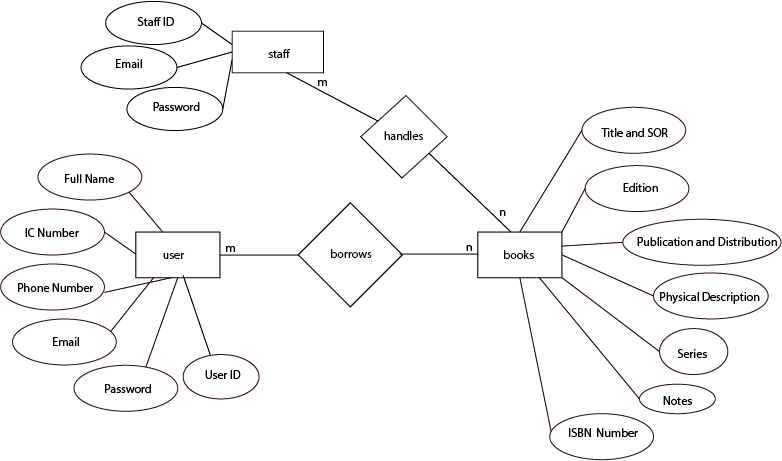 Staff ID
Email
Password
staff
m
handles
n
Title and SOR
Edition
Publication and Distribution
Physical Description
Series
Notes
ISBN Number
books
n
borrows
m
user
Full Name
IC Number
Phone Number
Email
Password
User ID